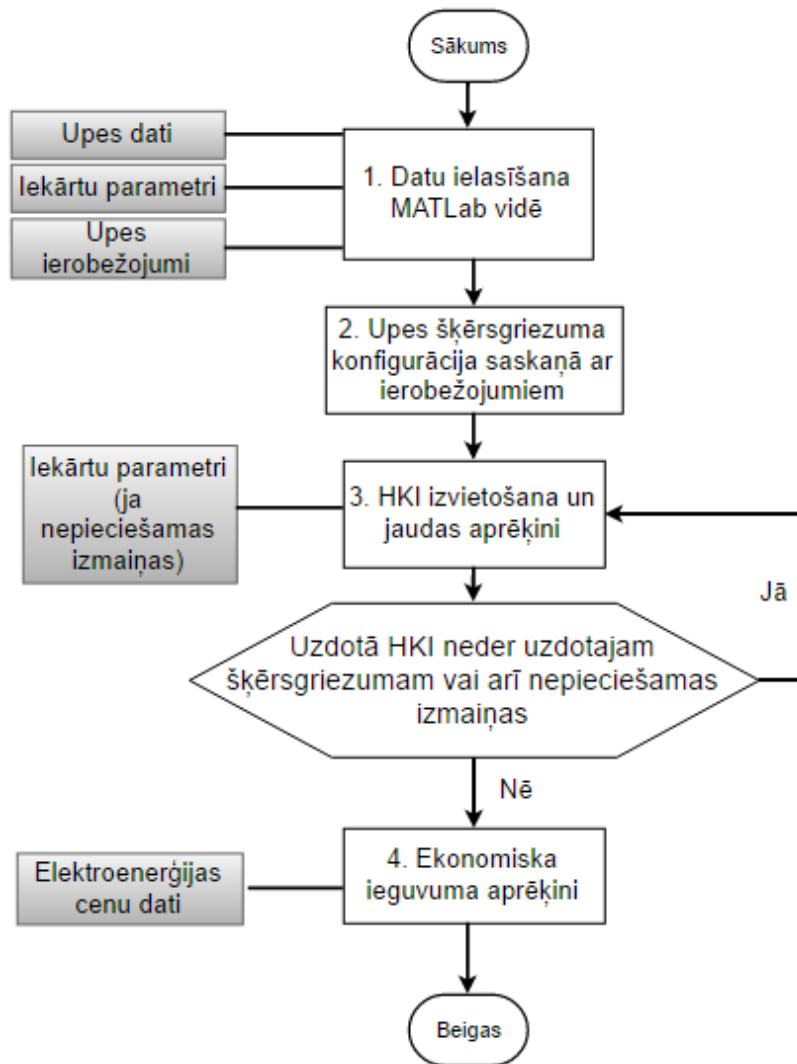 Sākums
Upes dati
Iekārtu parametri
Upes
ierobežojumi
1. Datu ielasīšana
MATLab vidē
2. Upes šķērsgriezuma
konfigurācija saskaņā ar
ierobežojumiem
Iekārtu parametri
(ja
nepieciešamas
izmaiņas)
3. HKI izvietošana un
jaudas aprēķini
Jā
Uzdotā HKI neder uzdotajam
šķērsgriezumam vai arī nepieciešamas
izmaiņas
Nē
Elektroenerģijas
cenu dati
4. Ekonomiska
ieguvuma aprēķini
Beigas